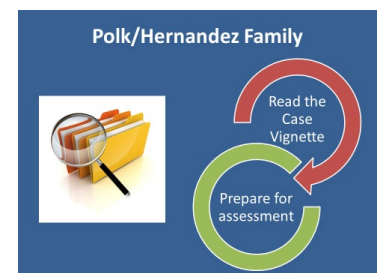 Polk/Hernandez Family
Read the
Case
Vignette
Prepare for
assessment